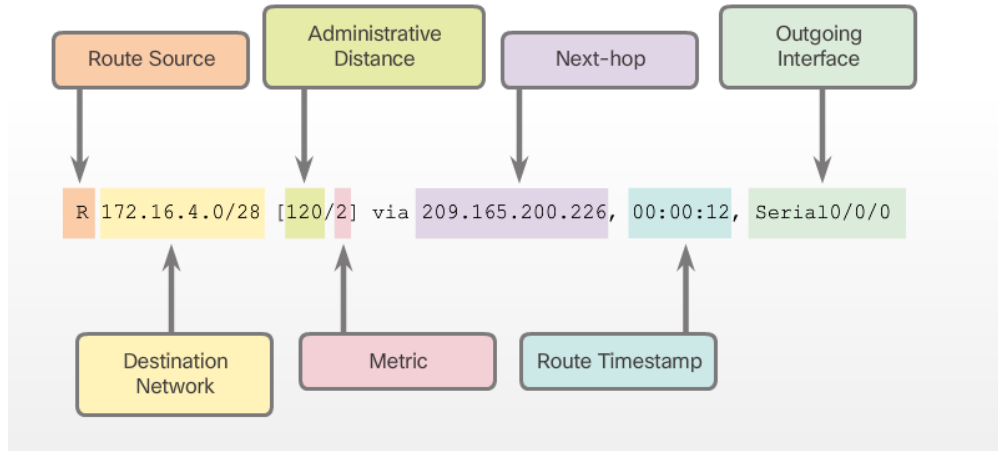 Route Source
Administrative
Distance
Next-hop
Outgoing
Interface
R 172.16.4.0/28 [120/2] via 209.165.200.226, 00:00:12, Serial0/0/0
Destination
Network
Metric
Route Timestamp